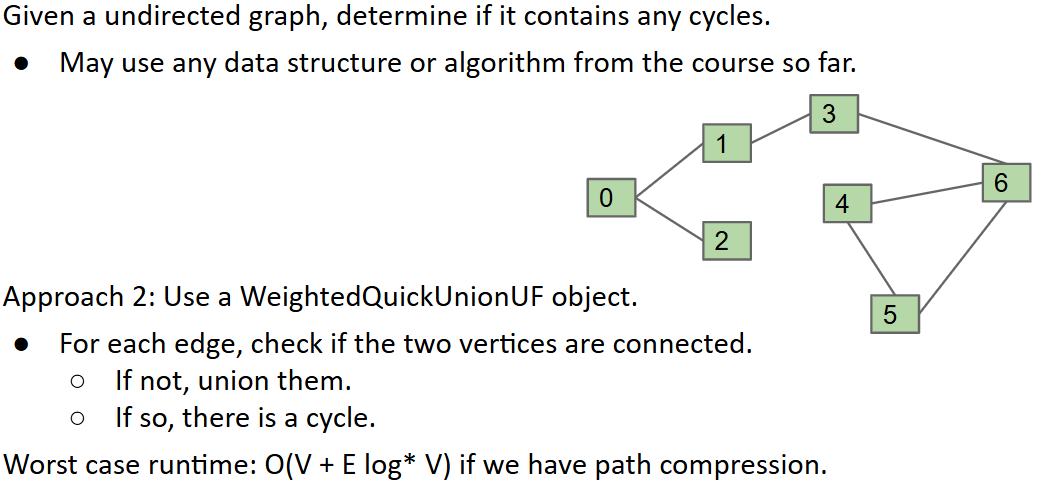 Given a undirected graph, determine if it contains any cycles.
● May use any data structure or algorithm from the course so far.
3
1
6
0
4
2
Approach 2: Use a WeightedQuickUnionUF object.
5
● For each edge, check if the two vertices are connected.
○ If not, union them.
○ If so, there is a cycle.
Worst case runtime: O(V + E log* V) if we have path compression.